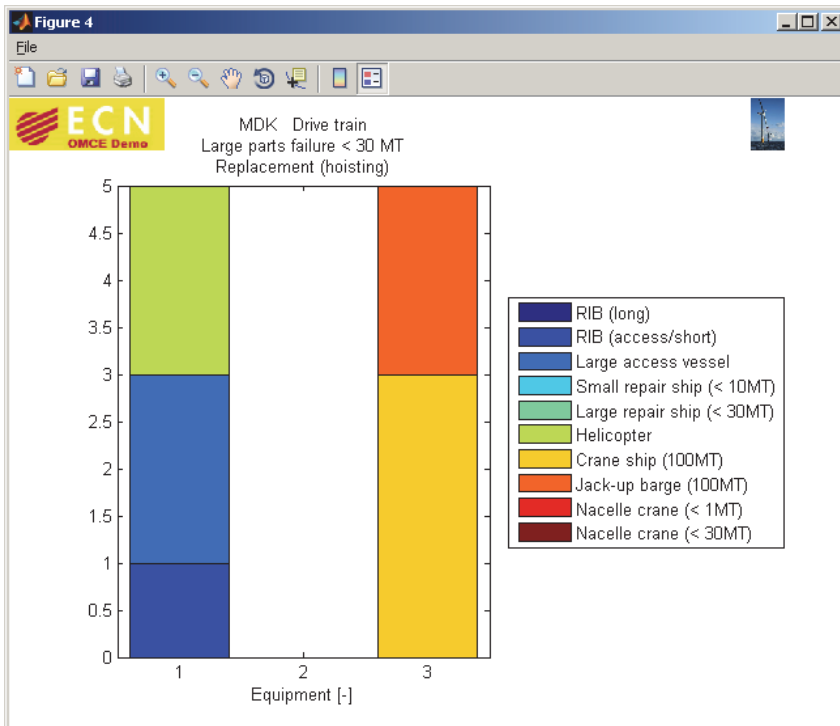 Figure 4
File
ECN
OMCE Demo
MDK Drive train
Large parts failure < 30 MT
Replacement (hoisting)
5
4.5
4
3.5
3
2.5
2
1.5
1
0.5
0
1 2 3
Equipment [-]
RIB (long)
RIB (access/short)
Large access vessel
Small repair ship (< 10MT)
Large repair ship (< 30MT)
Helicopter
Crane ship (100MT)
Jack-up barge (100MT)
Nacelle crane (< 1MT)
Nacelle crane (< 30MT)